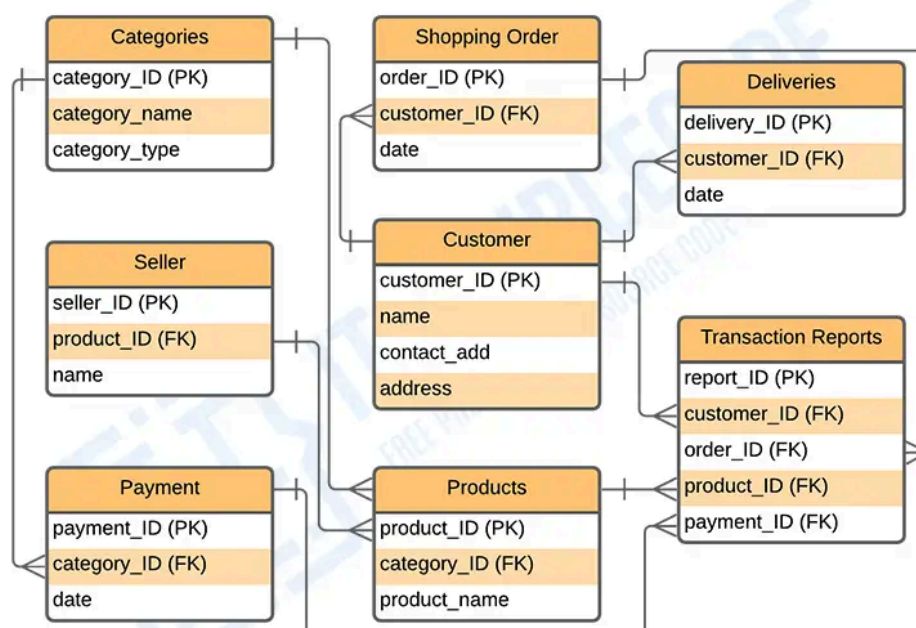 Categories
category_ID (PK)
category_name
category_type
Shopping Order
order_ID (PK)
customer_ID (FK)
date
Deliveries
delivery_ID (PK)
customer_ID (FK)
date
Seller
seller_ID (PK)
product_ID (FK)
name
Customer
customer_ID (PK)
name
contact_add
address
Transaction Reports
report_ID (PK)
customer_ID (FK)
order_ID (FK)
product_ID (FK)
payment_ID (FK)
Payment
payment_ID (PK)
category_ID (FK)
date
Products
product_ID (PK)
category_ID (FK)
product_name